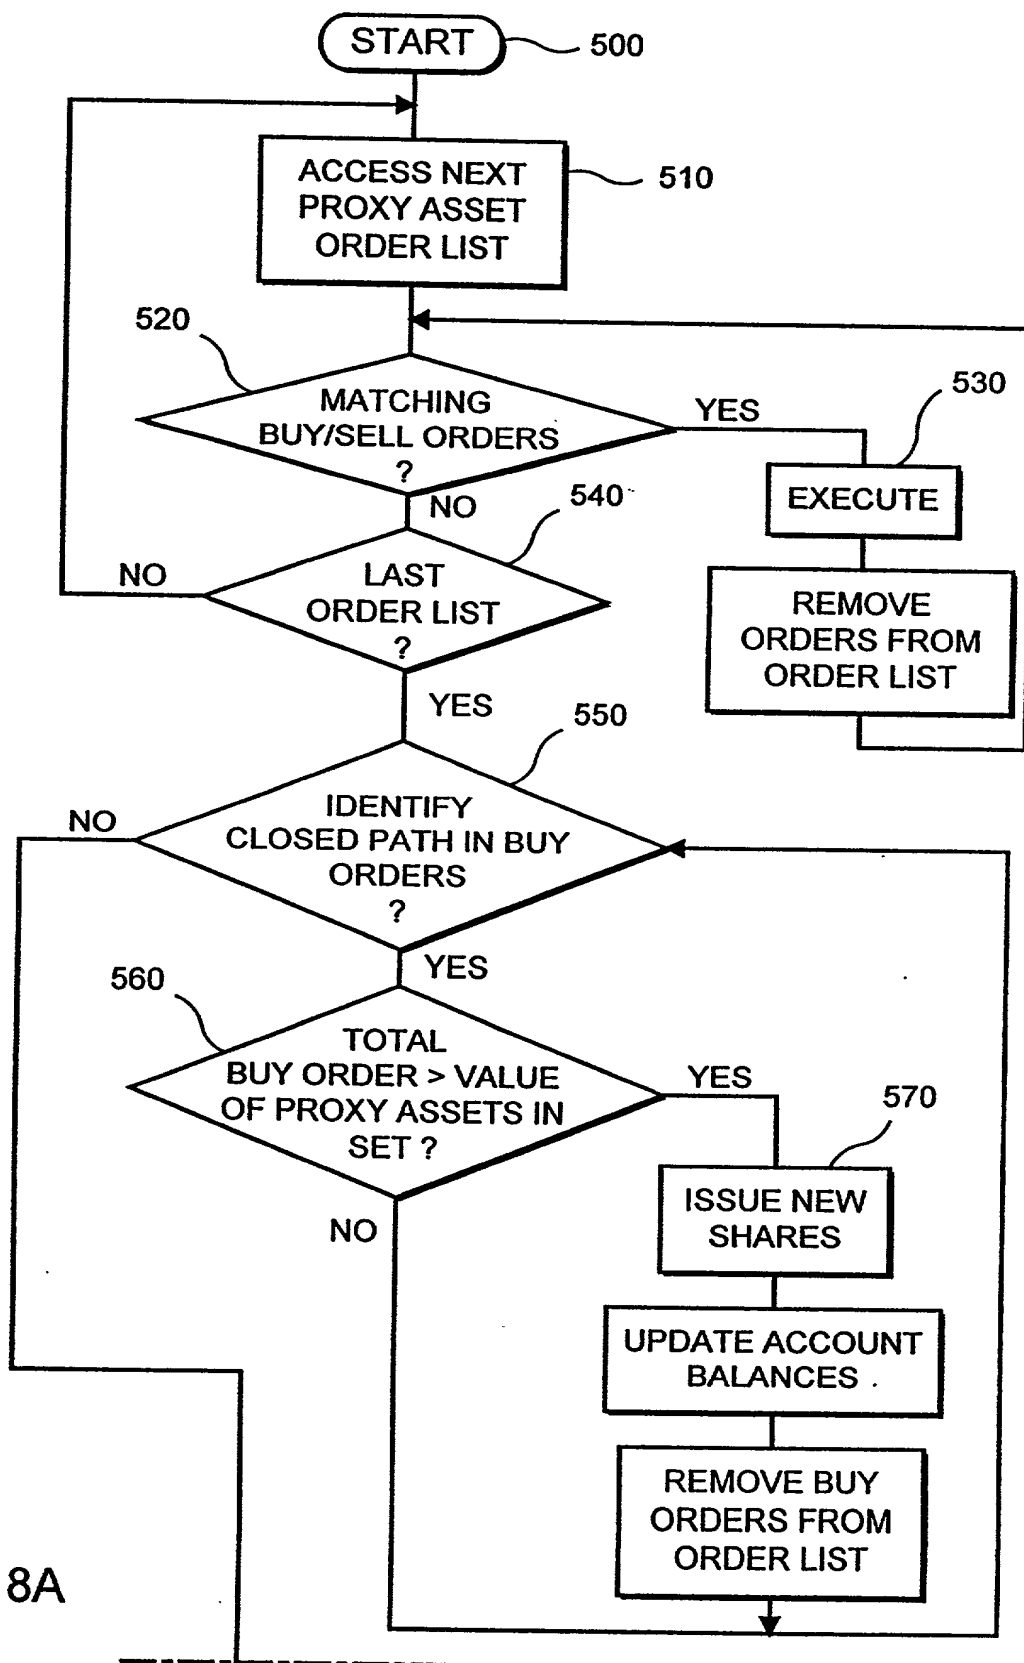 START
500
ACCESS NEXT
PROXY ASSET
ORDER LIST
510
520
MATCHING
BUY/SELL ORDERS
?
YES
530
EXECUTE
NO
540
REMOVE
ORDERS FROM
ORDER LIST
NO
LAST
ORDER LIST
?
YES
550
NO
IDENTIFY
CLOSED PATH IN BUY
ORDERS
?
YES
560
TOTAL
BUY ORDER > VALUE
OF PROXY ASSETS IN
SET ?
YES
570
NO
ISSUE NEW
SHARES
UPDATE ACCOUNT
BALANCES
REMOVE BUY
ORDERS FROM
ORDER LIST
8A